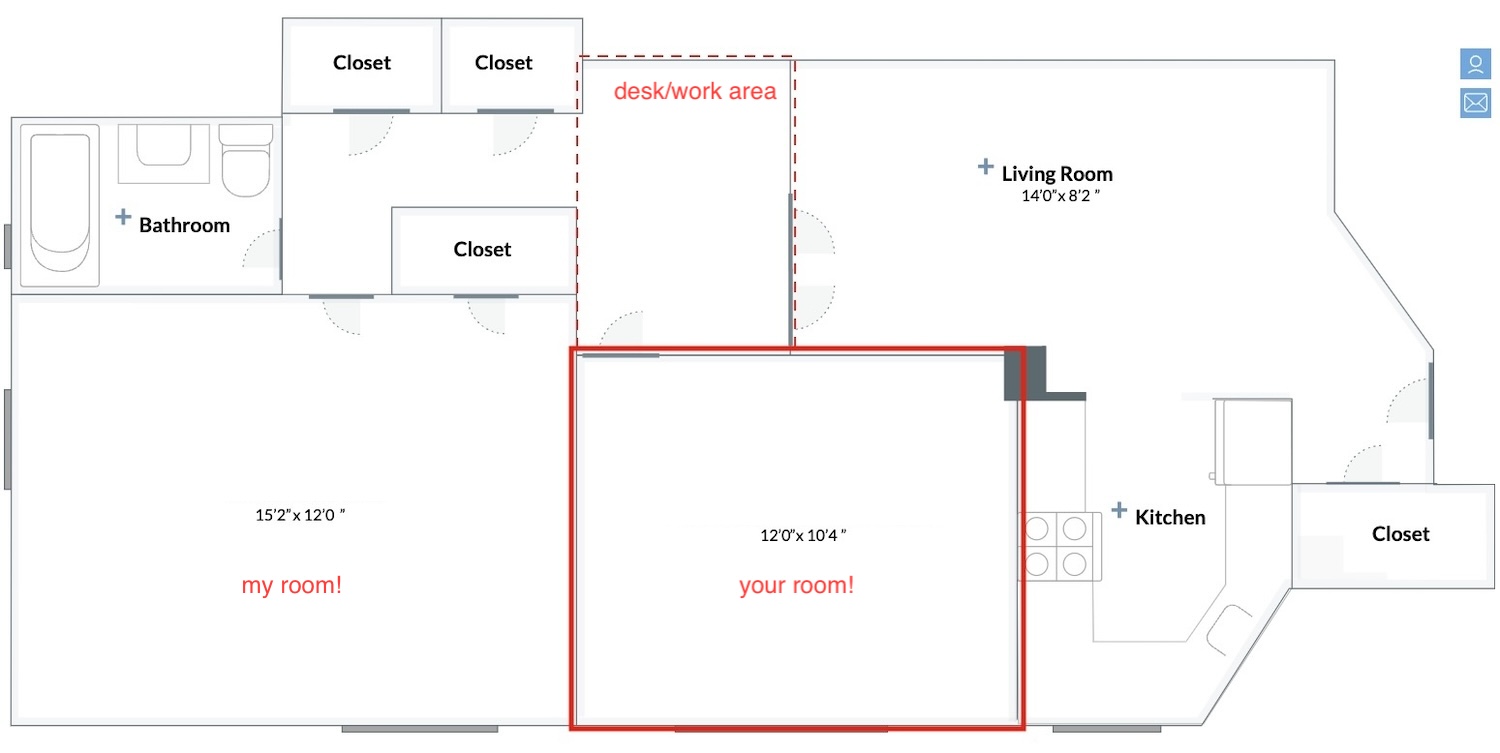 Closet
Closet
desk/work area
Living Room
14'0"x 8'2 "
Bathroom
Closet
15'2"x 12'0 "
12'0"x 10'4 "
Kitchen
Closet
my room!
your room!